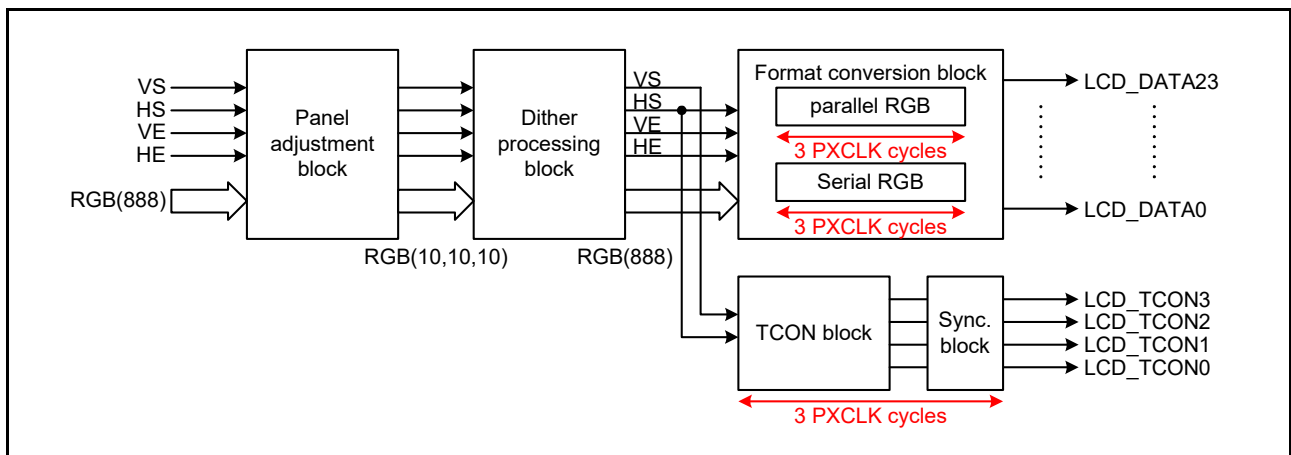 VS
HS
VE
HE
RGB(888)
Panel
adjustment
block
RGB(10,10,10)
Dither
processing
block
RGB(888)
VS
HS
VE
HE
Format conversion block
parallel RGB
3 PXCLK cycles
Serial RGB
3 PXCLK cycles
LCD_DATA23
LCD_DATA0
TCON block
Sync.
block
3 PXCLK cycles
LCD_TCON3
LCD_TCON2
LCD_TCON1
LCD_TCON0